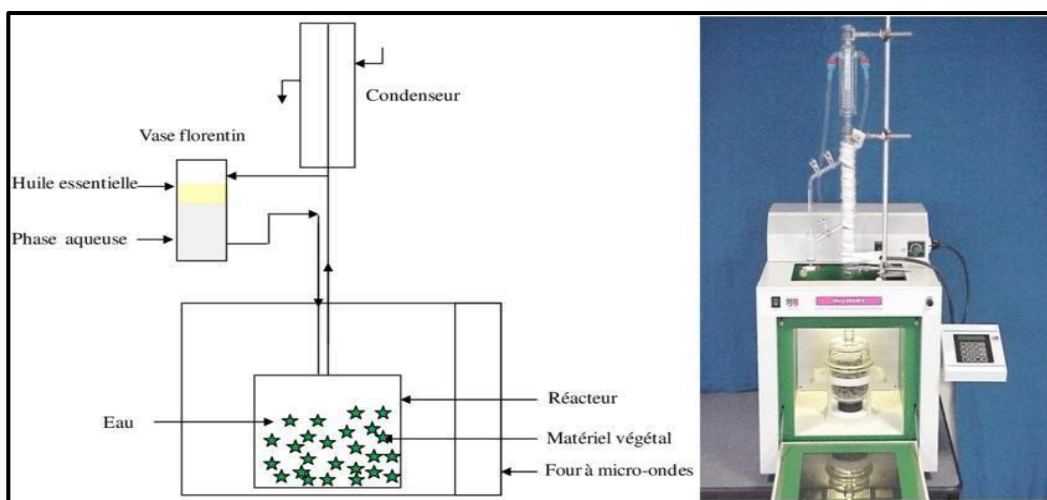 Condenseur
Vase florentin
Huile essentielle
Phase aqueuse
Eau
Réacteur
Matériel végétal
Four à micro-ondes